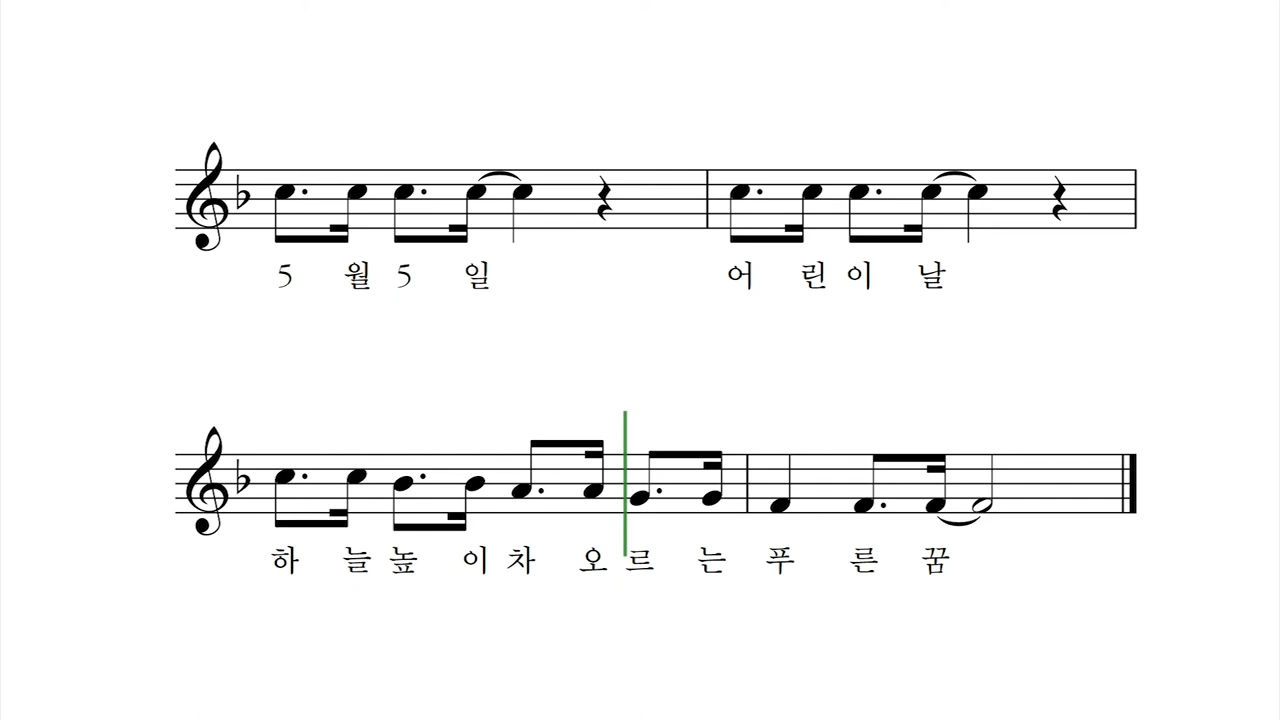 5 월 5 일 어 린 이 날
하 늘 높 이 차 오 르 는 푸 른 꿈